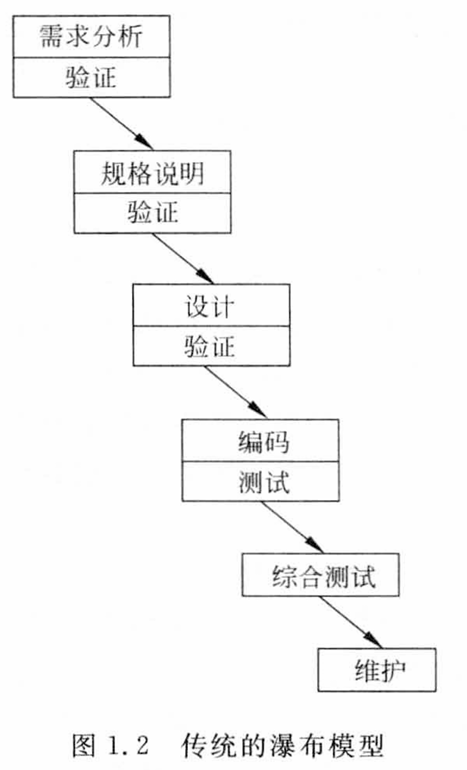 需求分析
验证
规格说明
验证
设计
验证
编码
测试
综合测试
维护
图 1.2 传统的瀑布模型